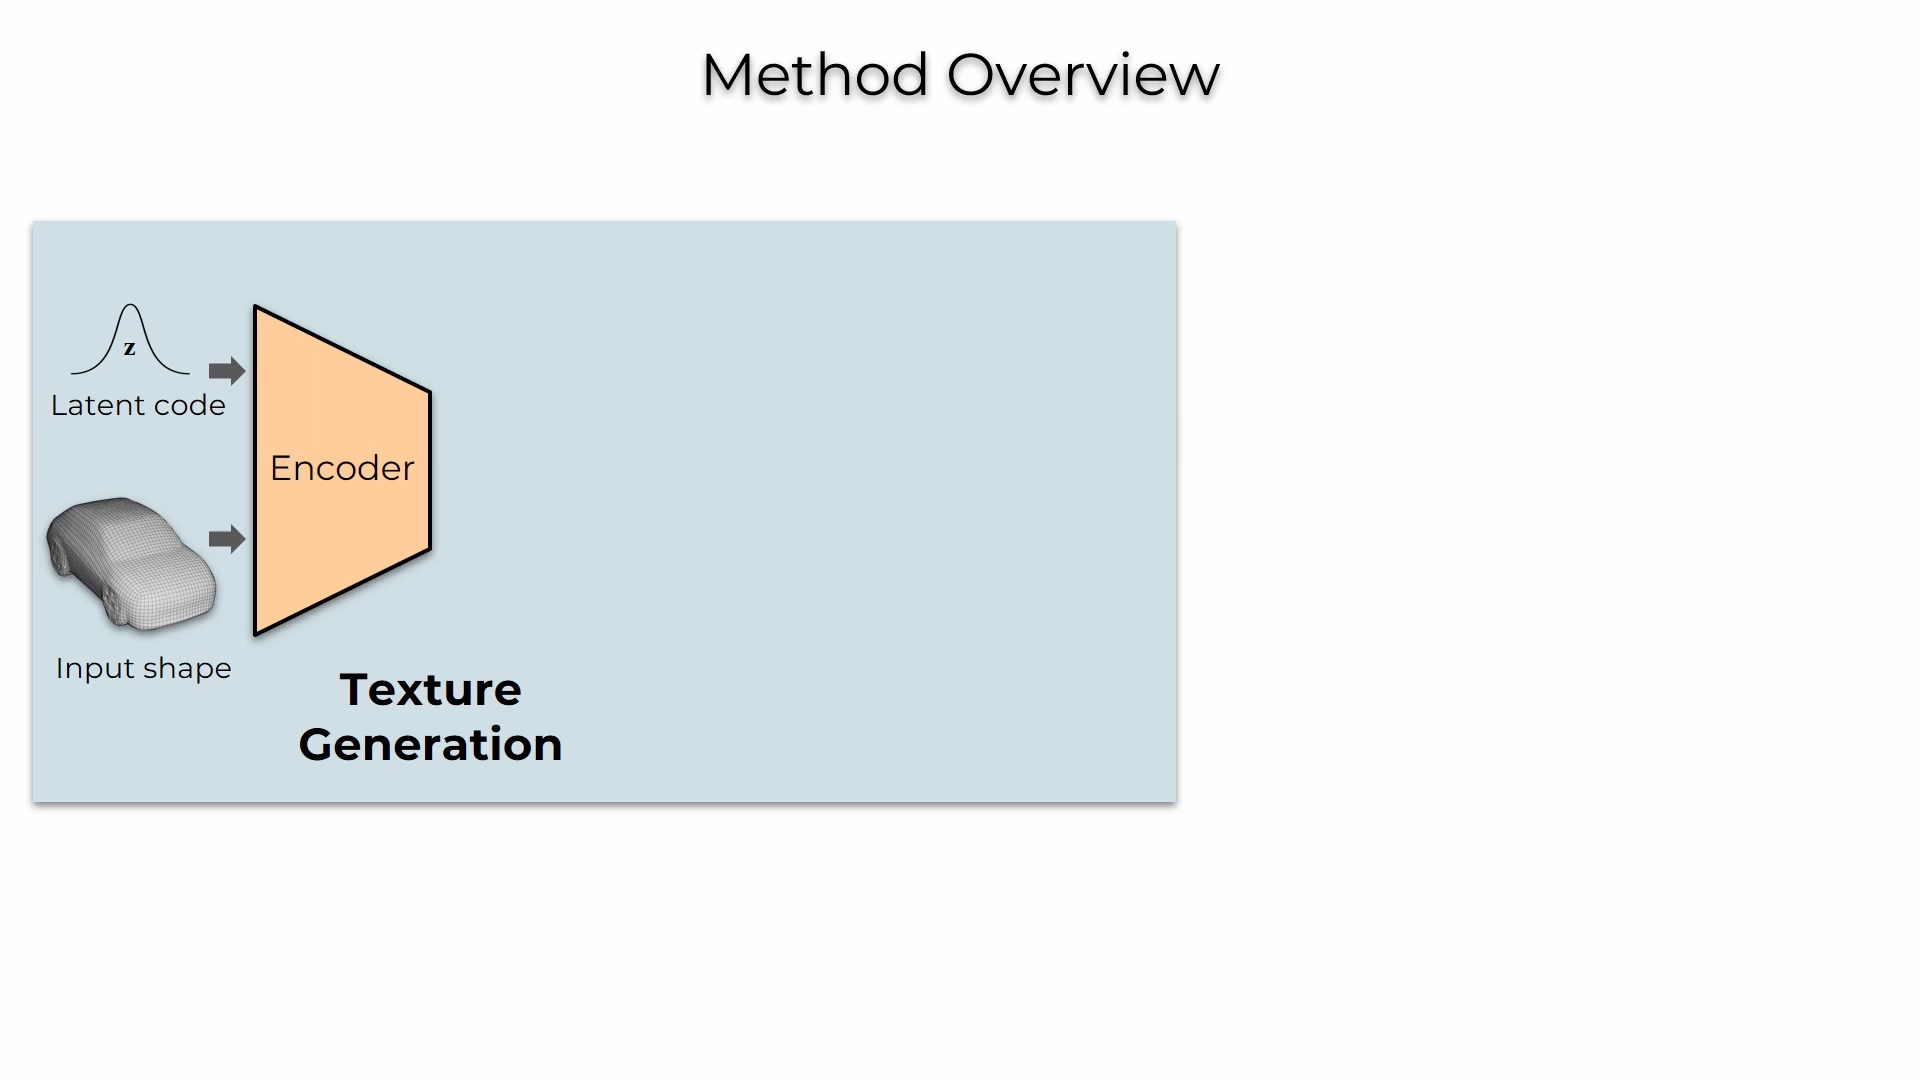 Method Overview
z
Latent code
Encoder
Input shape
Texture
Generation